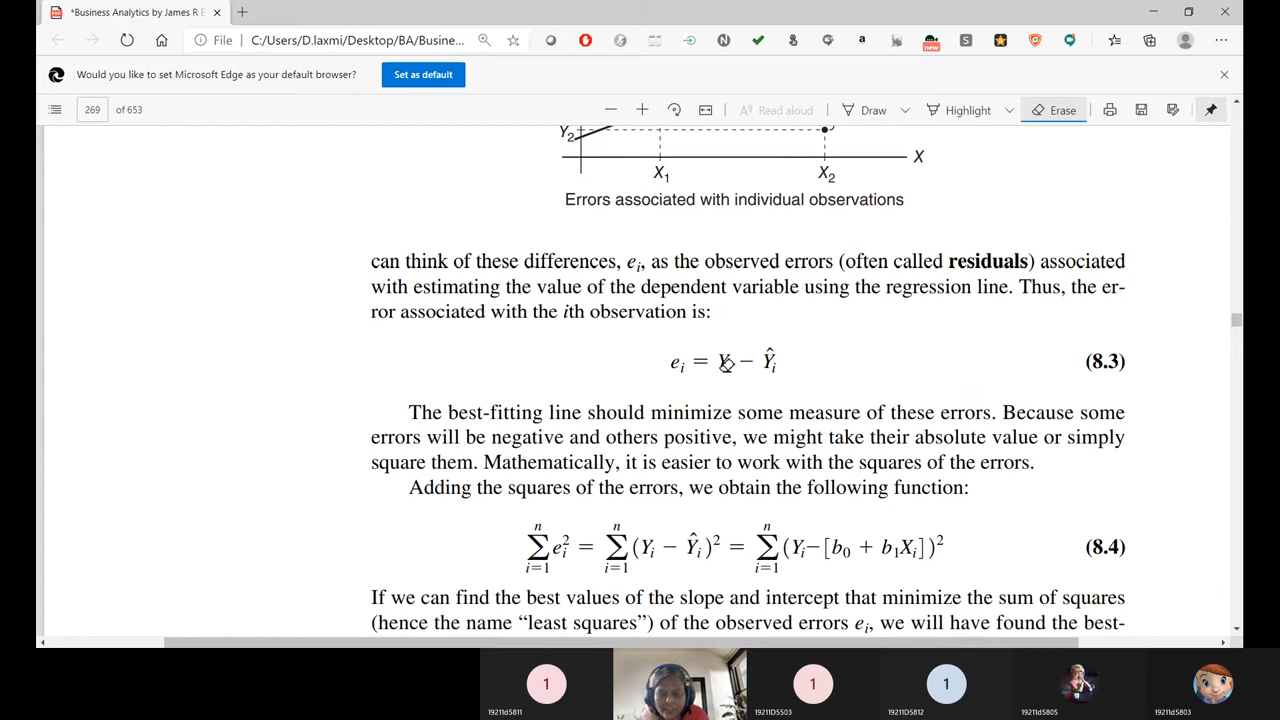 *Business Analytics by James R E
File C:/Users/D.laxmi/Desktop/BA/Busine...
new
Would you like to set Microsoft Edge as your default browser? Set as default
269 of 653 Read aloud Draw Highlight Erase
Y2
X
X1 X2
Errors associated with individual observations
can think of these differences, ei, as the observed errors (often called residuals) associated
with estimating the value of the dependent variable using the regression line. Thus, the er-
ror associated with the ith observation is:
ei = Yi − Ŷi (8.3)
The best-fitting line should minimize some measure of these errors. Because some
errors will be negative and others positive, we might take their absolute value or simply
square them. Mathematically, it is easier to work with the squares of the errors.
Adding the squares of the errors, we obtain the following function:
n∑i=1 ei² = n∑i=1 (Yi − Ŷi)² = n∑i=1 (Yi−[b0 + b1Xi])² (8.4)
If we can find the best values of the slope and intercept that minimize the sum of squares
(hence the name “least squares”) of the observed errors ei, we will have found the best-
1 1 1
19211d5811 19211D5503 19211D5812 19211d5805 19211d5803